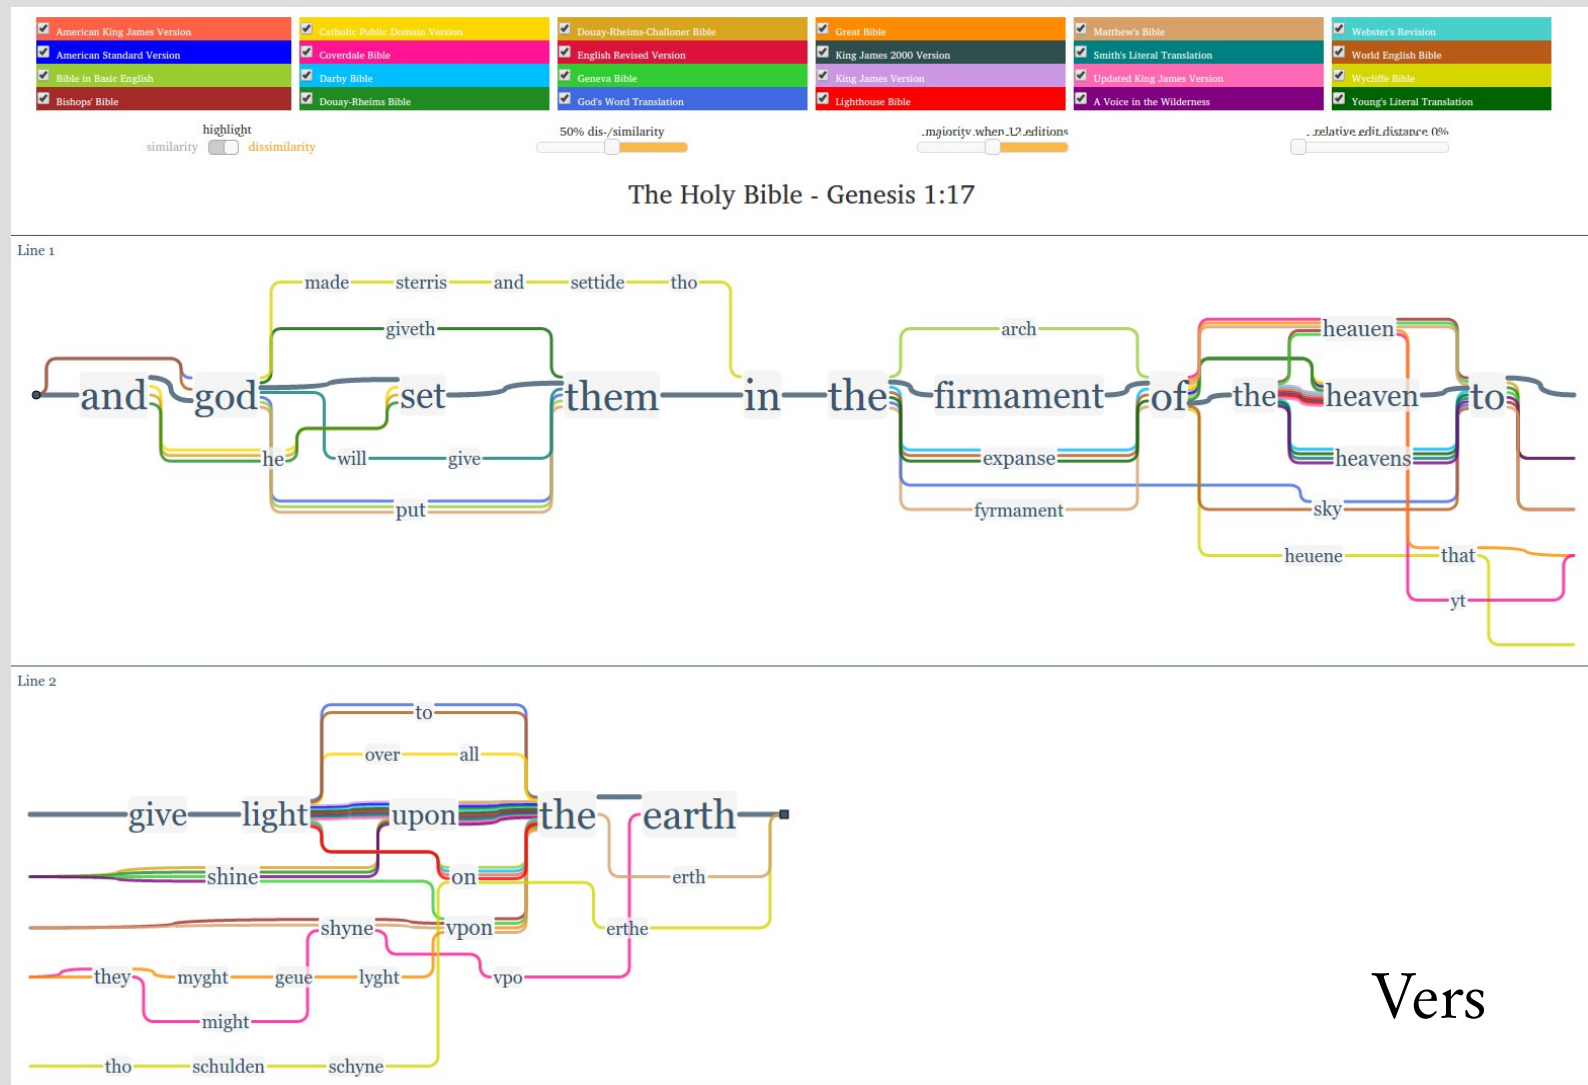 American King James Version
American Standard Version
Bible in Basic English
Bishops' Bible
Catholic Public Domain Version
Coverdale Bible
Darby Bible
Douay-Rheims Bible
Douay-Rheims-Challoner Bible
English Revised Version
Geneva Bible
God's Word Translation
Great Bible
King James 2000 Version
King James Version
Lighthouse Bible
Matthew's Bible
Smith's Literal Translation
Updated King James Version
A Voice in the Wilderness
Webster's Revision
World English Bible
Wycliffe Bible
Young's Literal Translation
highlight
similarity dissimilarity
50% dis-/similarity
majority when 12 editions
relative edit distance 0%
The Holy Bible - Genesis 1:17
Line 1
made sterris and settide tho
giveth arch heauen
and god set them in the firmament of the heaven to
he will give expanse heavens
put fyrmament sky
heuene that
yt
Line 2
to
over all
give light upon the earth
shine on erth
shyne vpon erthe
they myght geue lyght vpo
might
tho schulden schyne
Vers